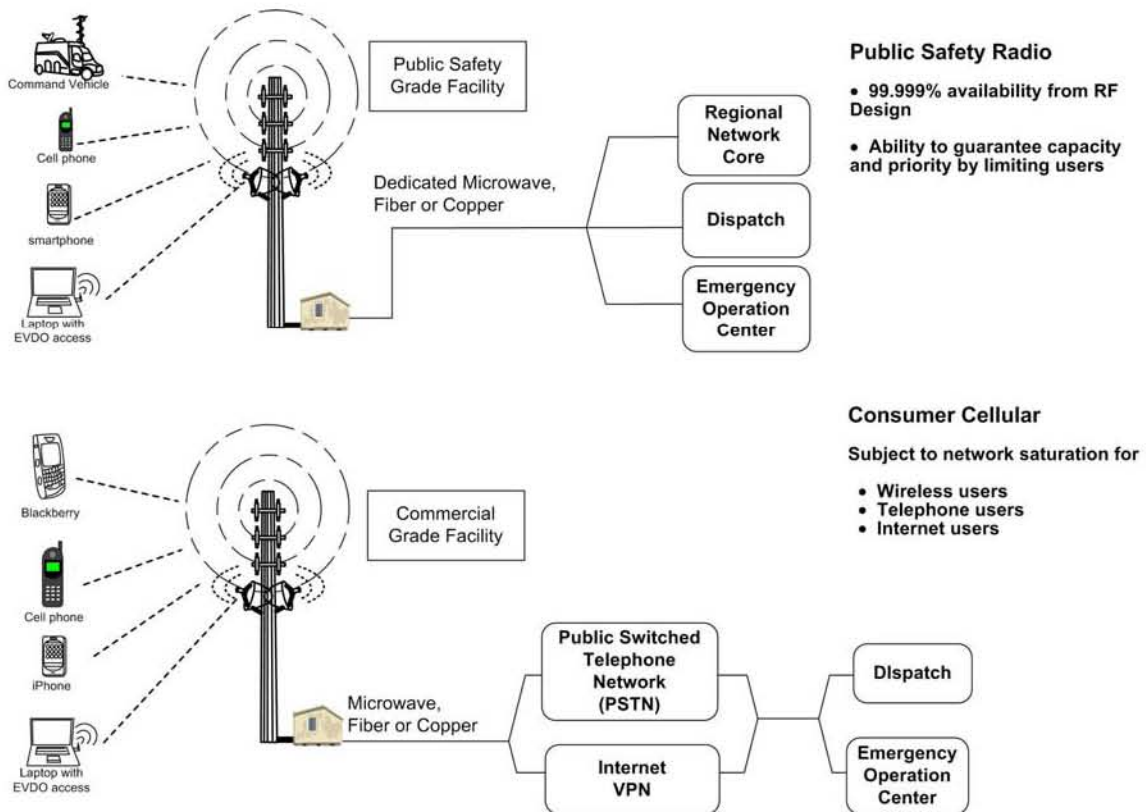 Command Vehicle
Cell phone
smartphone
Laptop with
EVDO access
Public Safety
Grade Facility
Dedicated Microwave,
Fiber or Copper
Regional
Network
Core
Dispatch
Emergency
Operation
Center
Public Safety Radio
• 99.999% availability from RF
Design
• Ability to guarantee capacity
and priority by limiting users
Blackberry
Cell phone
iPhone
Laptop with
EVDO access
Commercial
Grade Facility
Microwave,
Fiber or Copper
Public Switched
Telephone
Network
(PSTN)
Internet
VPN
DIspatch
Emergency
Operation
Center
Consumer Cellular
Subject to network saturation for
• Wireless users
• Telephone users
• Internet users